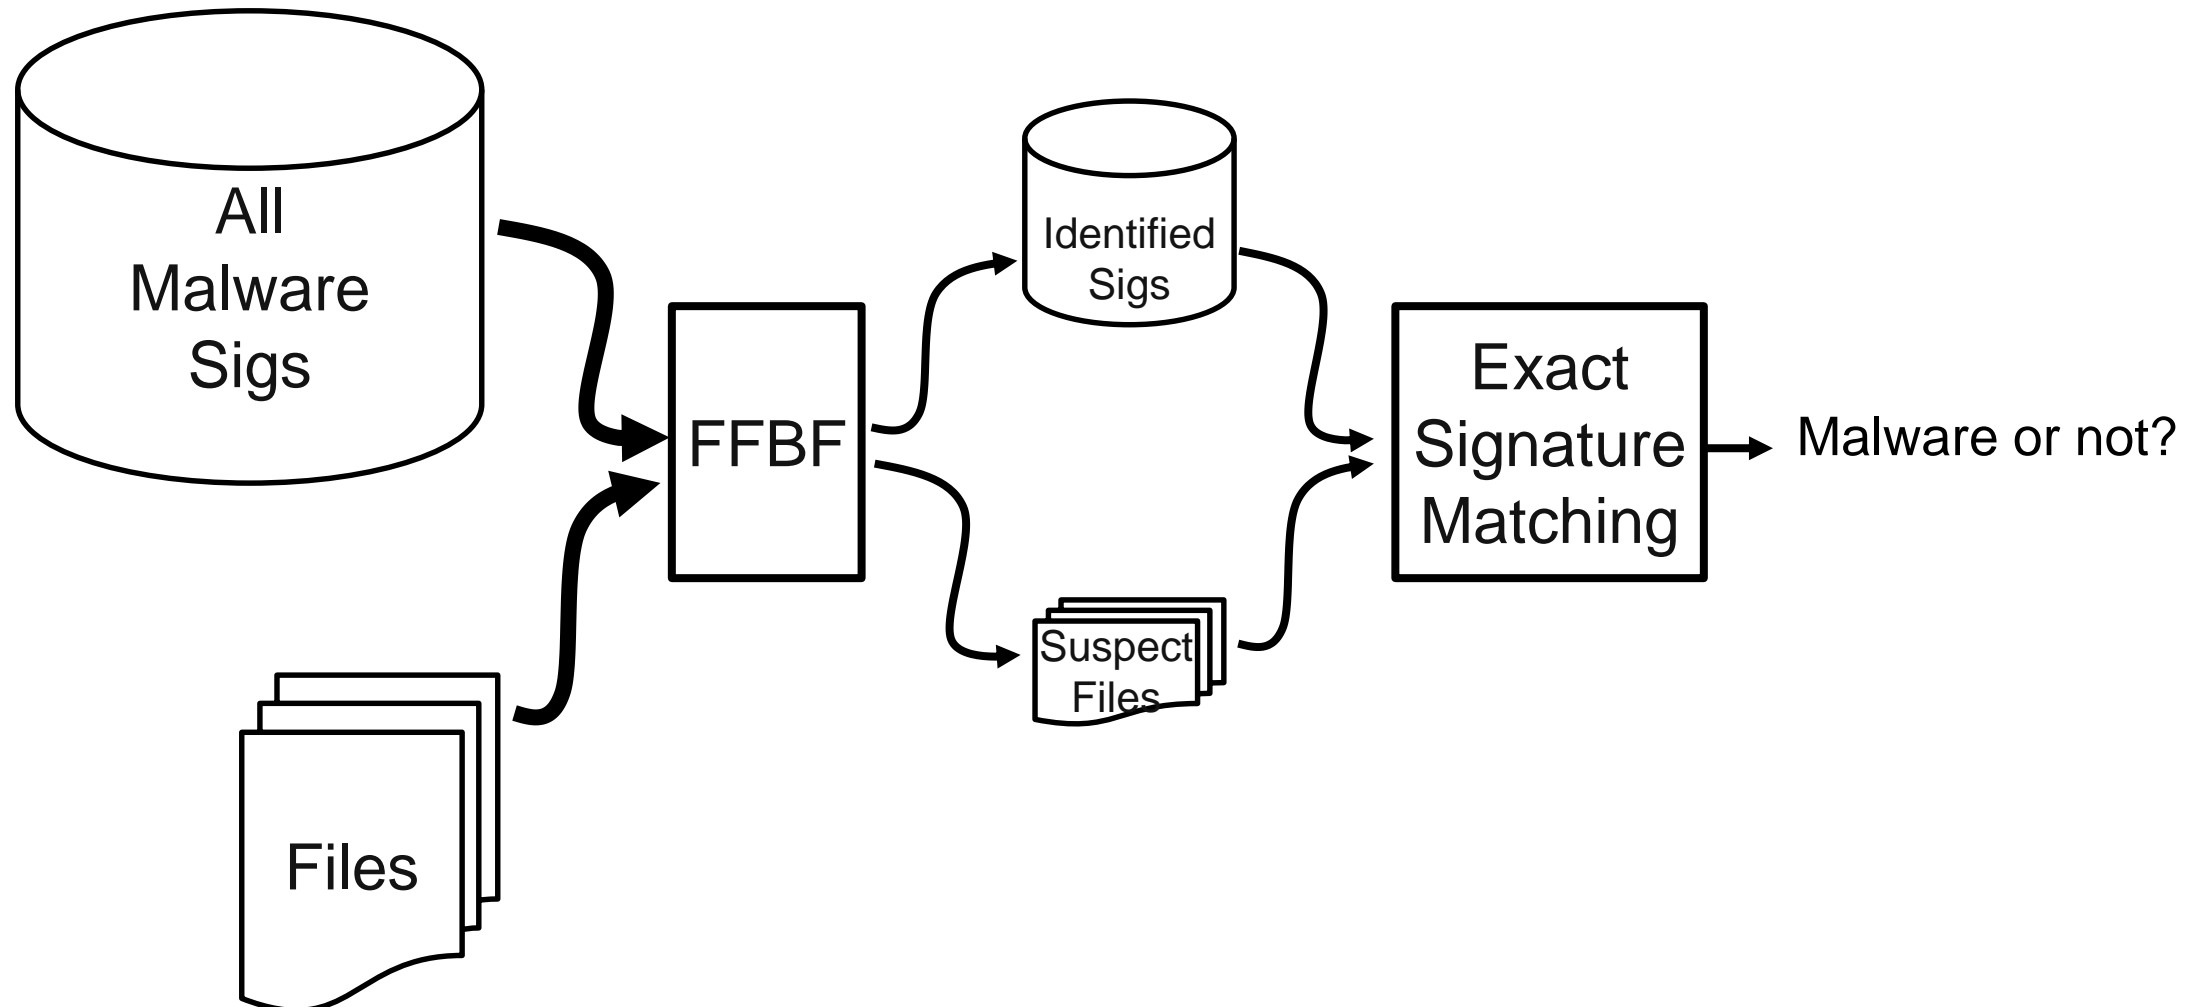 All
Malware
Sigs
Files
FFBF
Identified
Sigs
Suspect
Files
Exact
Signature
Matching
Malware or not?